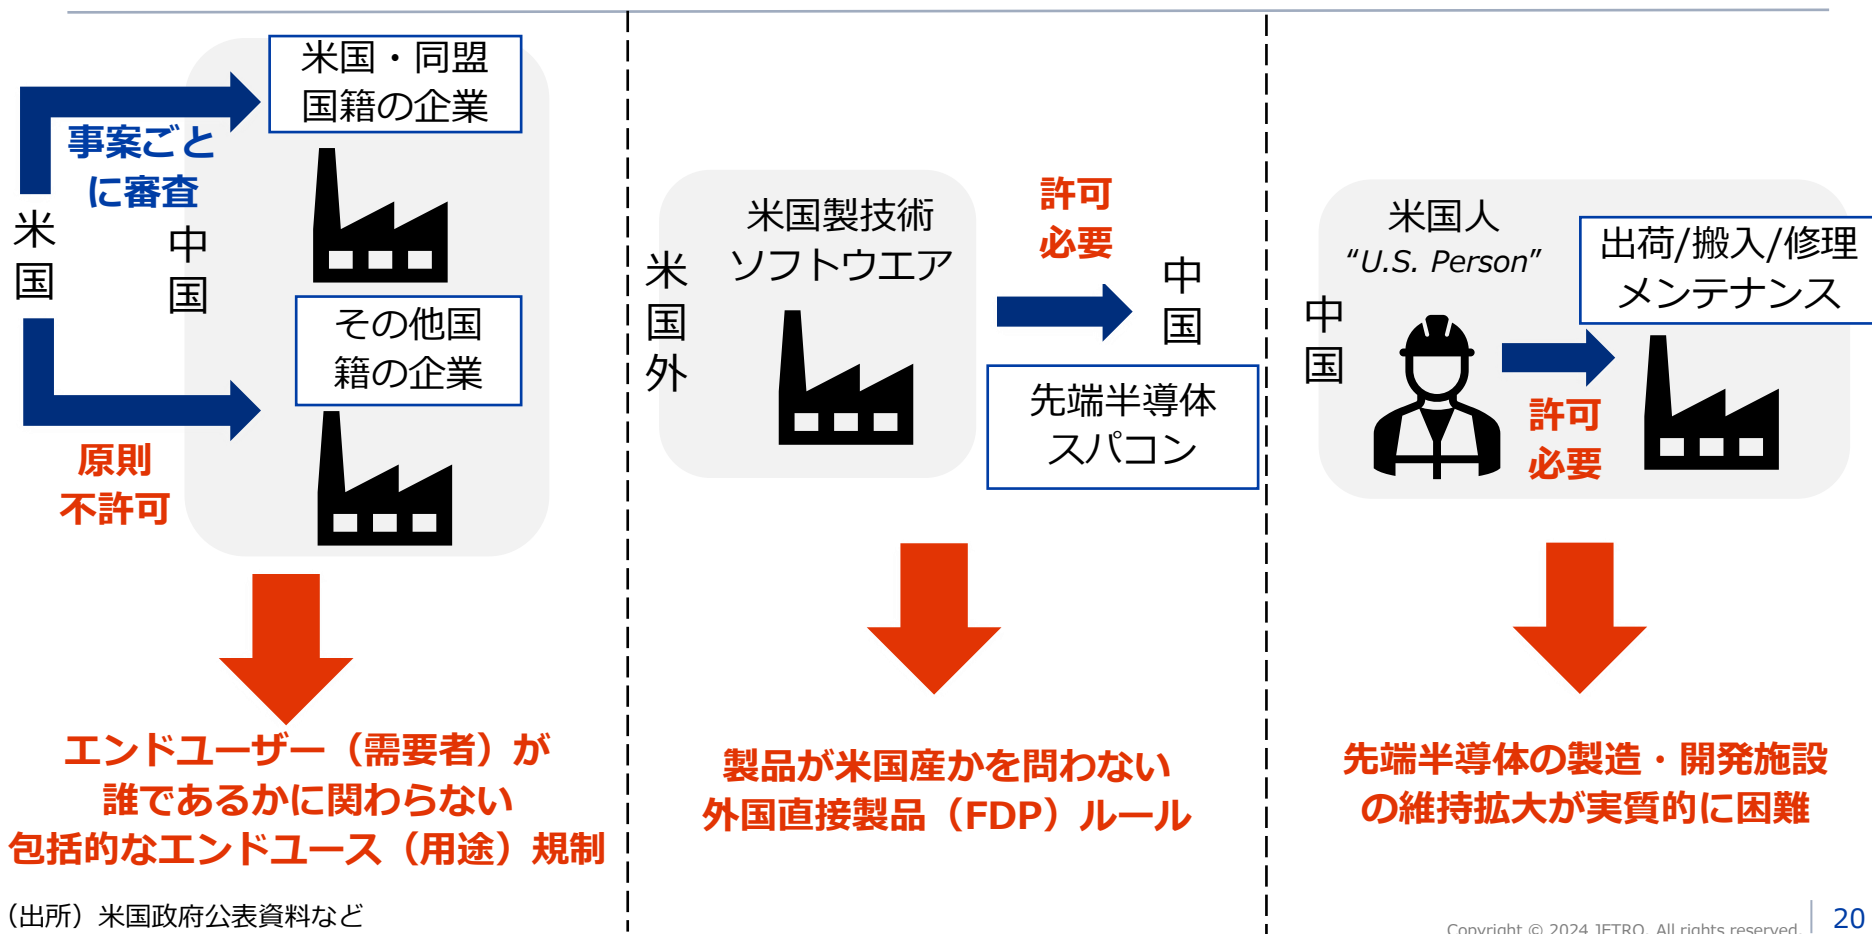 米国・同盟
国籍の企業
事案ごと
に審査
米国
中国
その他国
籍の企業
原則
不許可
エンドユーザー（需要者）が
誰であるかに関わらない
包括的なエンドユース（用途）規制
米国製技術
ソフトウエア
米国外
許可
必要
中国
先端半導体
スパコン
製品が米国産かを問わない
外国直接製品（FDP）ルール
米国人
“U.S. Person”
出荷/搬入/修理
メンテナンス
中国
許可
必要
先端半導体の製造・開発施設
の維持拡大が実質的に困難
（出所）米国政府公表資料など
Copyright © 2024 JETRO. All rights reserved.
20